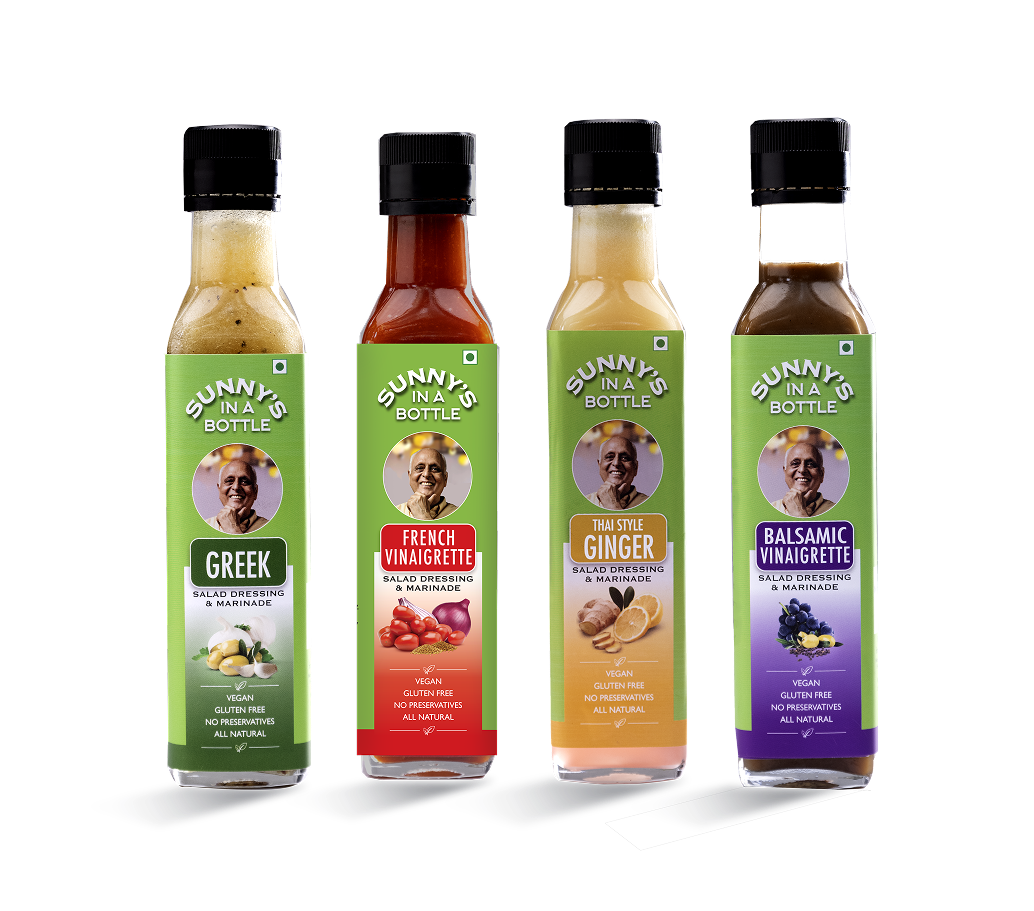 SUNNY'S
IN A
BOTTLE
GREEK
SALAD DRESSING
& MARINADE
VEGAN
GLUTEN FREE
NO PRESERVATIVES
ALL NATURAL
SUNNY'S
IN A
BOTTLE
FRENCH
VINAIGRETTE
SALAD DRESSING
& MARINADE
VEGAN
GLUTEN FREE
NO PRESERVATIVES
ALL NATURAL
SUNNY'S
IN A
BOTTLE
THAI STYLE
GINGER
SALAD DRESSING
& MARINADE
VEGAN
GLUTEN FREE
NO PRESERVATIVES
ALL NATURAL
SUNNY'S
IN A
BOTTLE
BALSAMIC
VINAIGRETTE
SALAD DRESSING
& MARINADE
VEGAN
GLUTEN FREE
NO PRESERVATIVES
ALL NATURAL